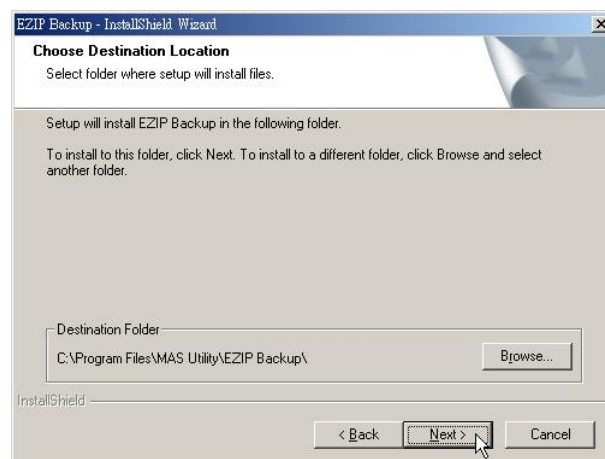 EZIP Backup - InstallShield Wizard
Choose Destination Location
Select folder where setup will install files.
Setup will install EZIP Backup in the following folder.
To install to this folder, click Next. To install to a different folder, click Browse and select
another folder.
Destination Folder
C:\Program Files\MAS Utility\EZIP Backup\
Browse...
InstallShield
< Back
Next >
Cancel